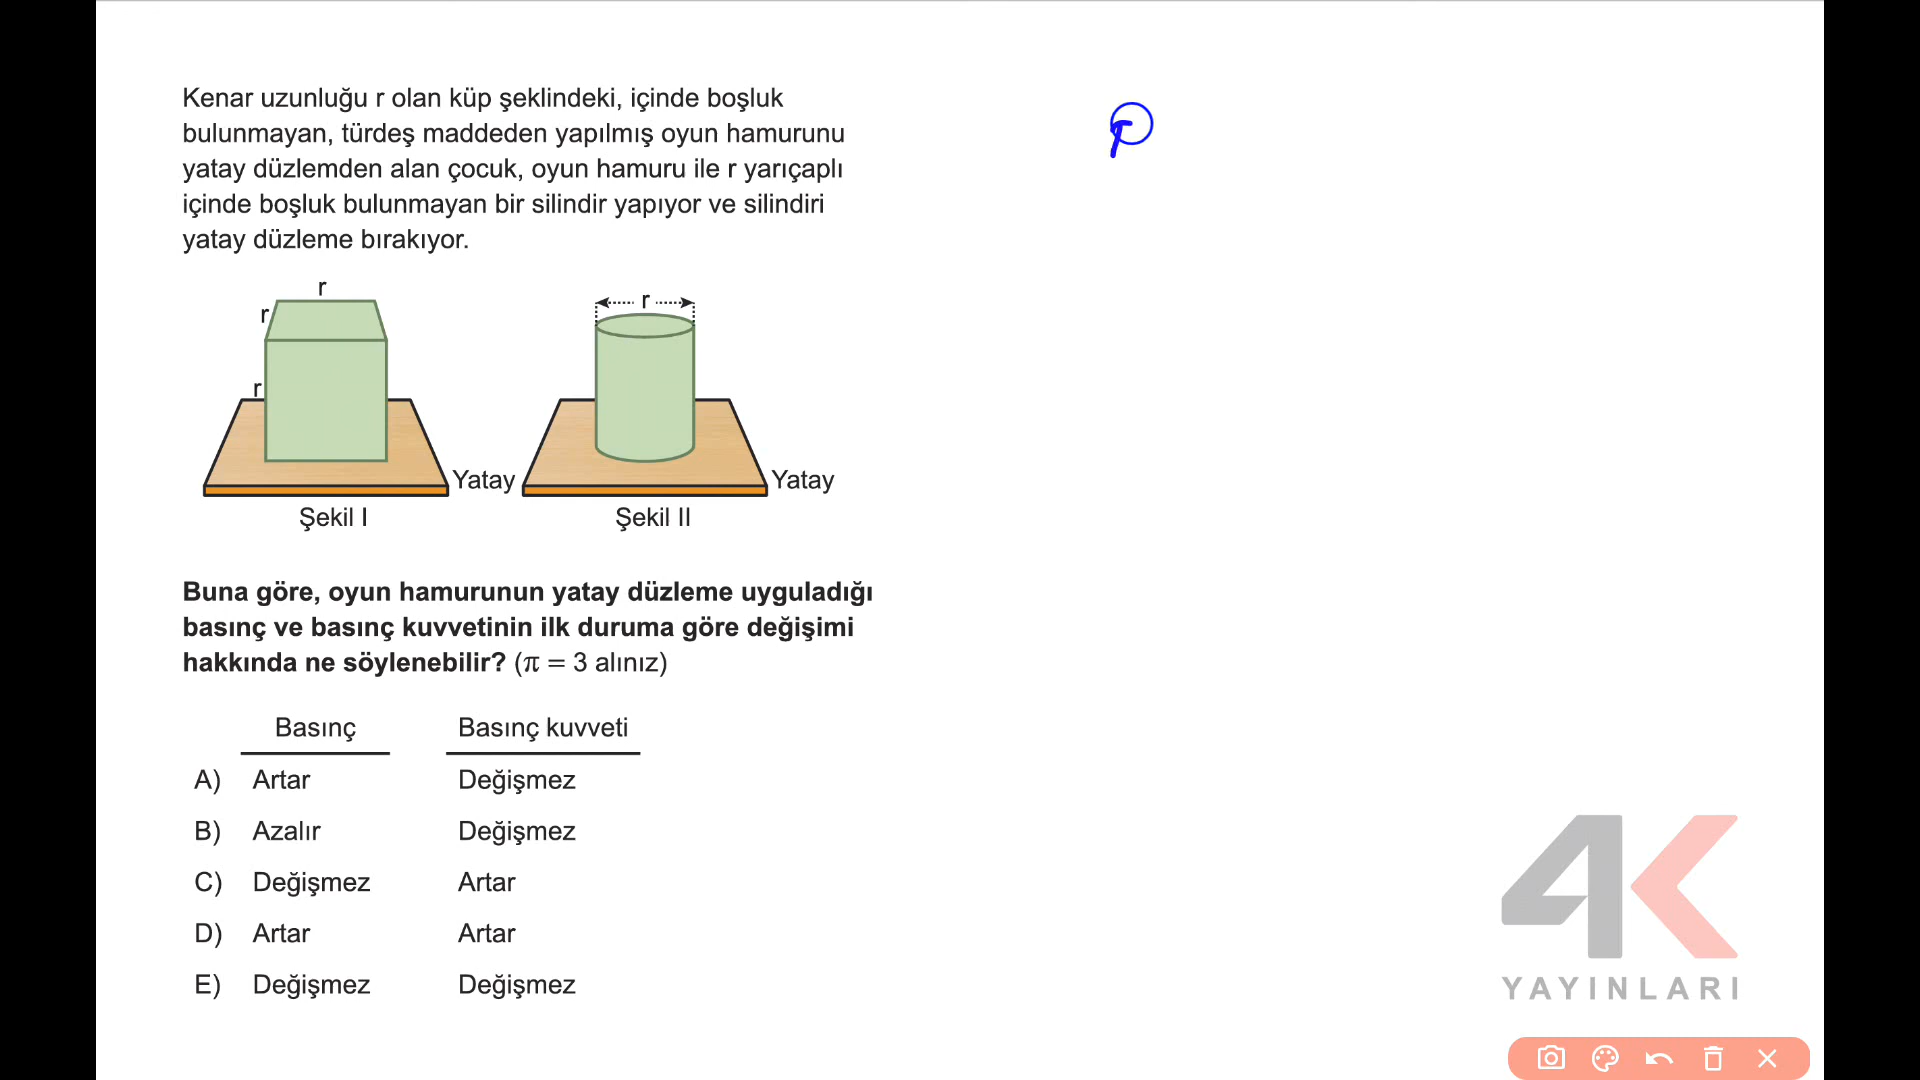 Kenar uzunluğu r olan küp şeklindeki, içinde boşluk
bulunmayan, türdeş maddeden yapılmış oyun hamurunu
yatay düzlemden alan çocuk, oyun hamuru ile r yarıçaplı
içinde boşluk bulunmayan bir silindir yapıyor ve silindiri
yatay düzleme bırakıyor.
r
r
r
Yatay
Şekil I
r
Yatay
Şekil II
Buna göre, oyun hamurunun yatay düzleme uyguladığı
basınç ve basınç kuvvetinin ilk duruma göre değişimi
hakkında ne söylenebilir? (π = 3 alınız)
Basınç Basınç kuvveti
A) Artar Değişmez
B) Azalır Değişmez
C) Değişmez Artar
D) Artar Artar
E) Değişmez Değişmez
4K
YAYINLARI